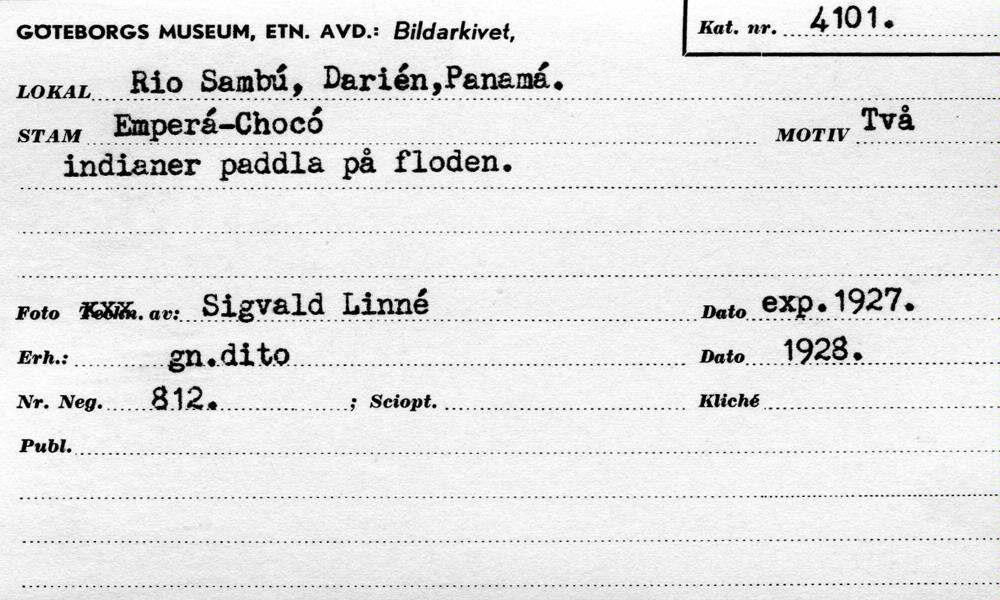 GÖTEBORGS MUSEUM, ETN. AVD.: Bildarkivet, Kat. nr. 4101.
LOKAL Rio Sambú, Darién,Panamá.
STAM Emperá-Chocó MOTIV Två
indianer paddla på floden.
Foto av: Sigvald Linné Dato exp.1927.
Erh.: gn.dito Dato 1928.
Nr. Neg. 812. ; Sciopt. Kliché
Publ.